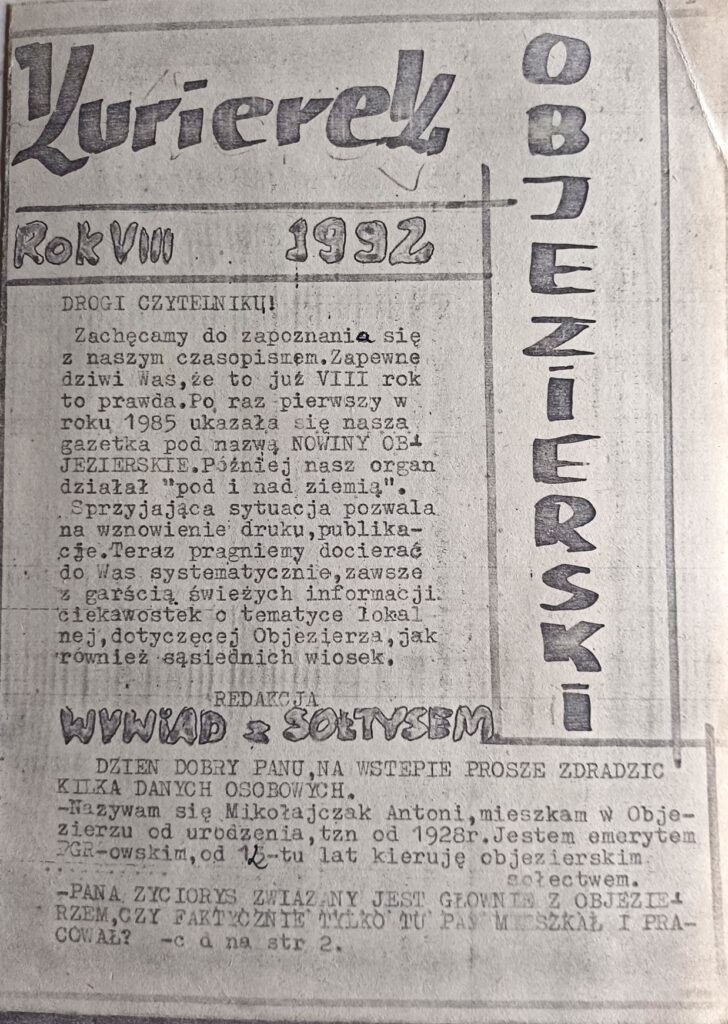 Kurierek
OBJEZIERSKI
Rok VIII 1992
DROGI CZYTELNIKU!
Zachęcamy do zapoznania się
z naszym czasopismem.Zapewne
dziwi Was,że to już VIII rok
to prawda.Po raz pierwszy w
roku 1985 ukazała się nasza
gazetka pod nazwą NOWINY OB-
JEZIERSKIE.Później nasz organ
działał "pod i nad ziemią".
Sprzyjająca sytuacja pozwala
na wznowienie druku,publika-
cje.Teraz pragniemy docierać
do Was systematycznie,zawsze
z garścią świeżych informacji
ciekawostek o tematyce lokal
nej,dotyczęcej Objezierza,jak
również sąsiednich wiosek.
REDAKCJA
WYWiAD z SOŁTYSEM
DZIEN DOBRY PANU,NA WSTEPIE PROSZE ZDRADZIC
KILKA DANYCH OSOBOWYCH.
-Nazywam się Mikołajczak Antoni,mieszkam w Obje-
zierzu od urodzenia,tzn od 1928r.Jestem emerytem
PGR-owskim,od lat kieruję objezierskim
sołectwem.
-PANA ZYCIORYS ZWIAZANY JEST GŁOWNIE Z OBJEZIE-
RZEM,CZY FAKTYCZNIE TYLKO TU PAN MIESZKAŁ I PRA-
COWAŁ? -c d na str 2.